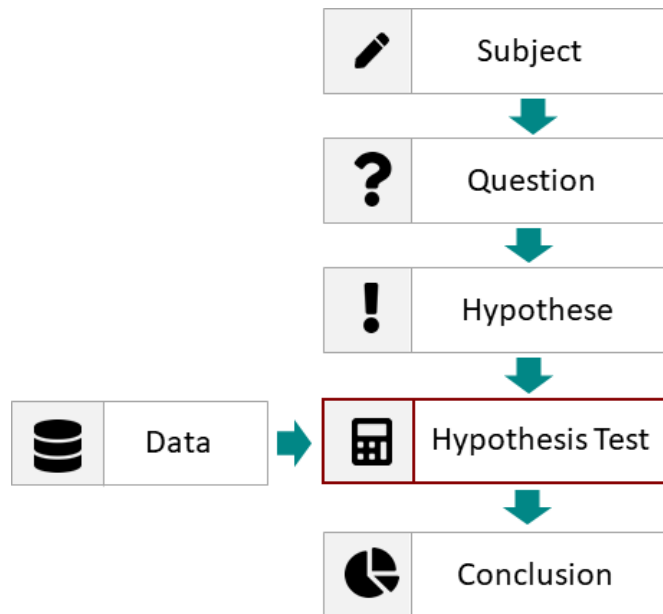 Subject
Question
Hypothese
Data
Hypothesis Test
Conclusion